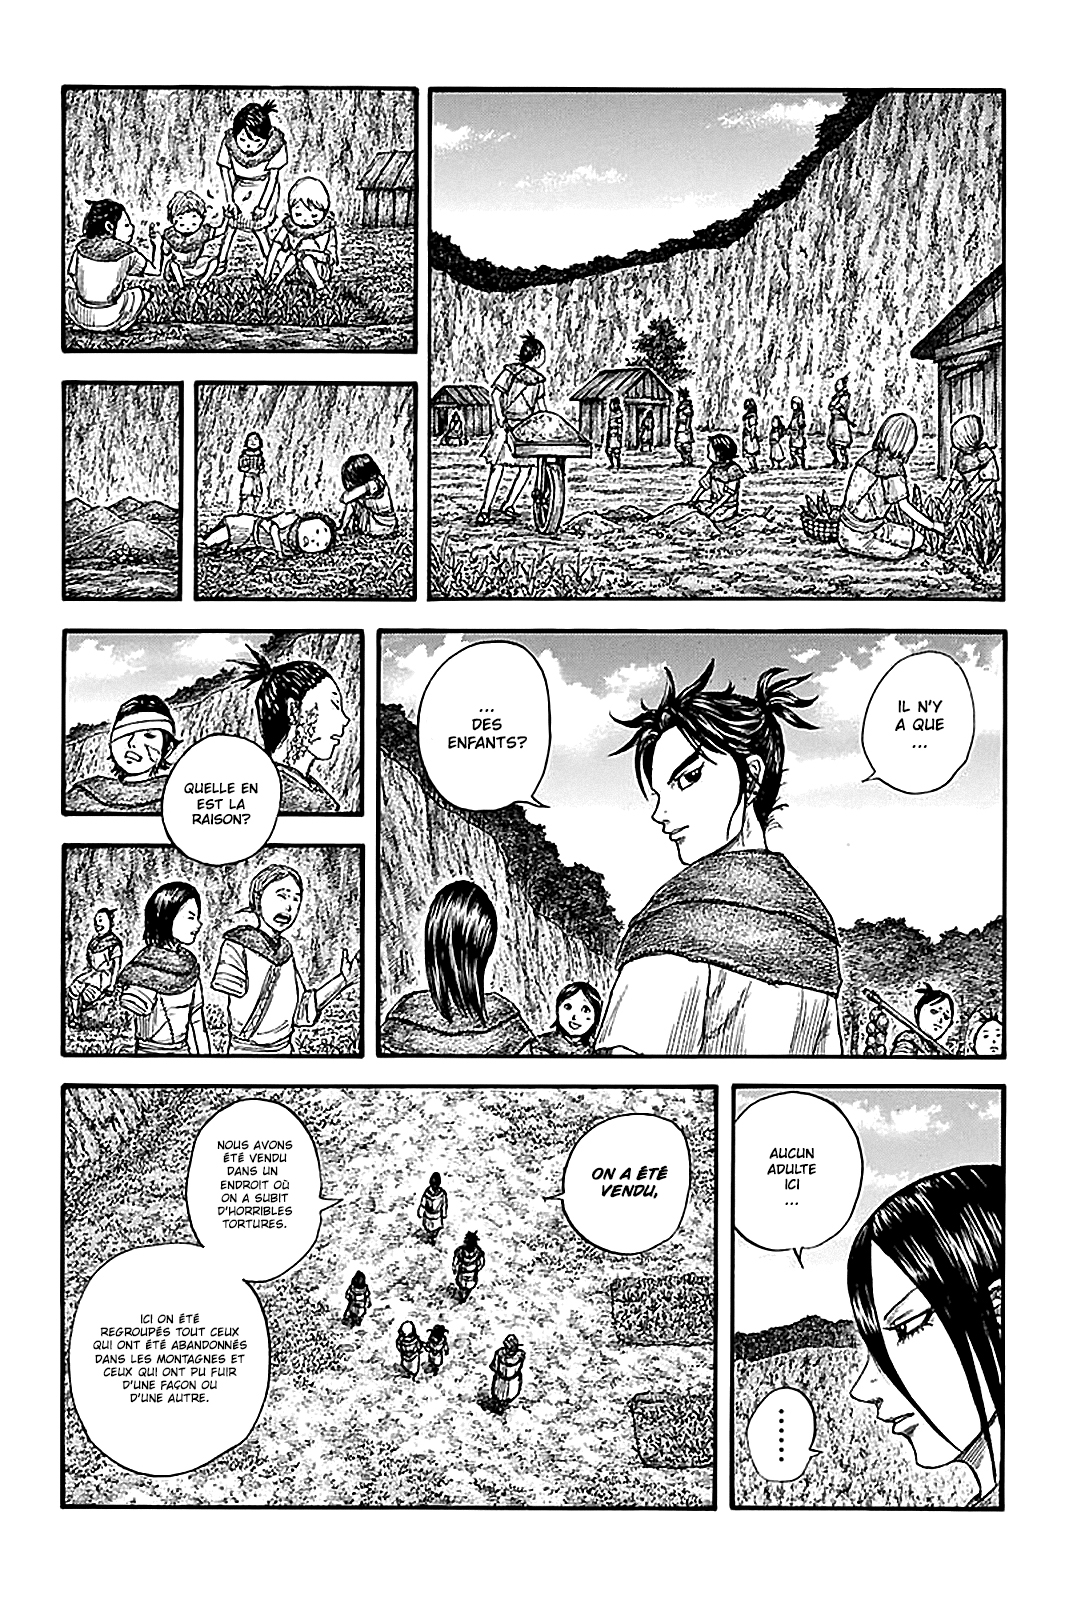 IL N'Y
A QUE
...
...
DES
ENFANTS?
QUELLE EN
EST LA
RAISON?
AUCUN
ADULTE
ICI
...
......
ON A ÉTÉ
VENDU,
NOUS AVONS
ÉTÉ VENDU
DANS UN
ENDROIT OÙ
ON A SUBIT
D'HORRIBLES
TORTURES.
ICI ON ÉTÉ
REGROUPÉS TOUT CEUX
QUI ONT ÉTÉ ABANDONNÉS
DANS LES MONTAGNES ET
CEUX QUI ONT PU FUIR
D'UNE FAÇON OU
D'UNE AUTRE.